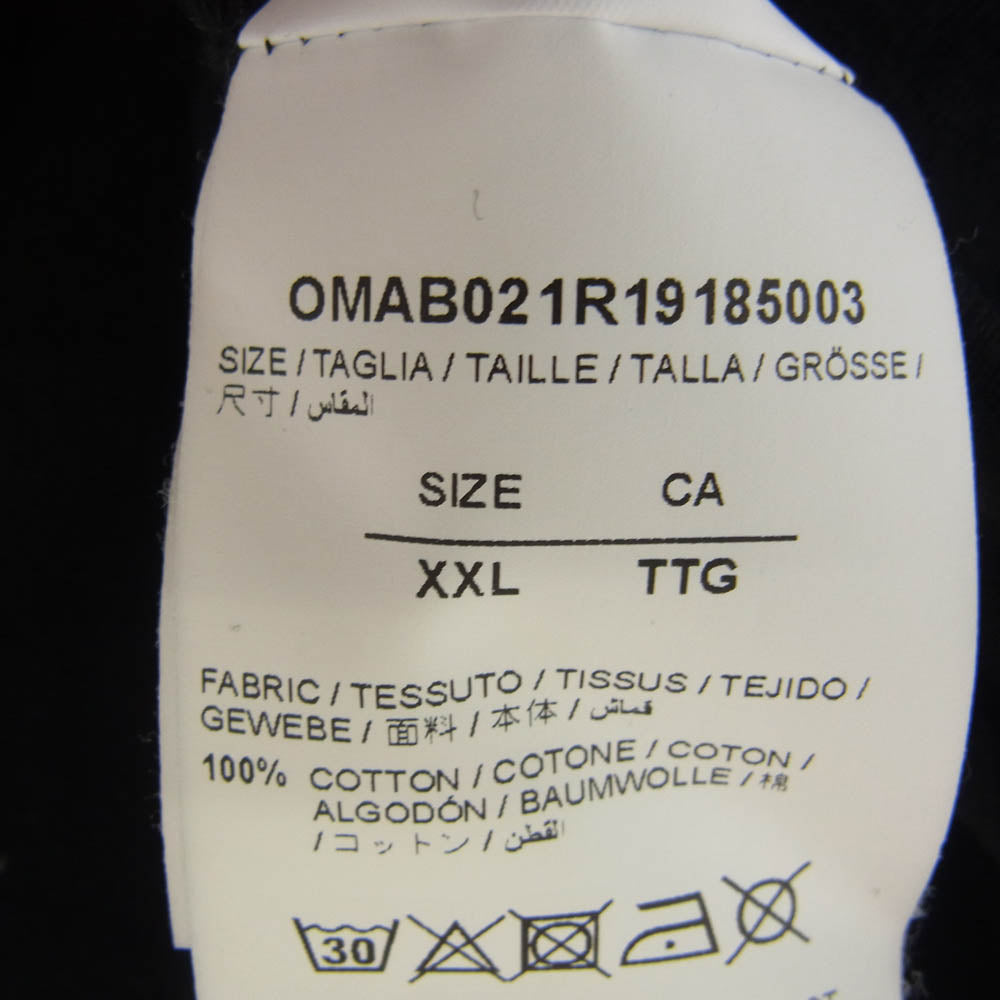 OMAB021R19185003
SIZE / TAGLIA / TAILLE / TALLA / GRÖSSE /
尺寸 / المقاس
SIZE CA
XXL TTG
FABRIC / TESSUTO / TISSUS / TEJIDO /
GEWEBE / 面料 / 本体 / قماش
100% COTTON / COTONE / COTON /
ALGODÓN / BAUMWOLLE / 棉
/ コットン / القطن
30